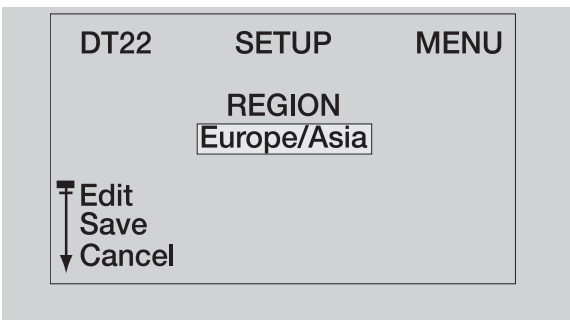 DT22 SETUP MENU
REGION
Europe/Asia
Edit
Save
Cancel